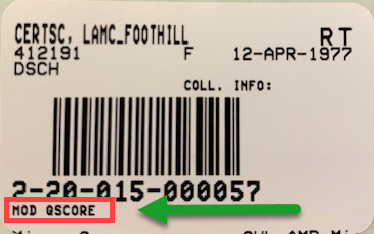 CERTSC, LAMC_FOOTHILL RT
412191 F 12-APR-1977
DSCH
COLL. INFO:
2-20-015-000057
MOD QSCORE